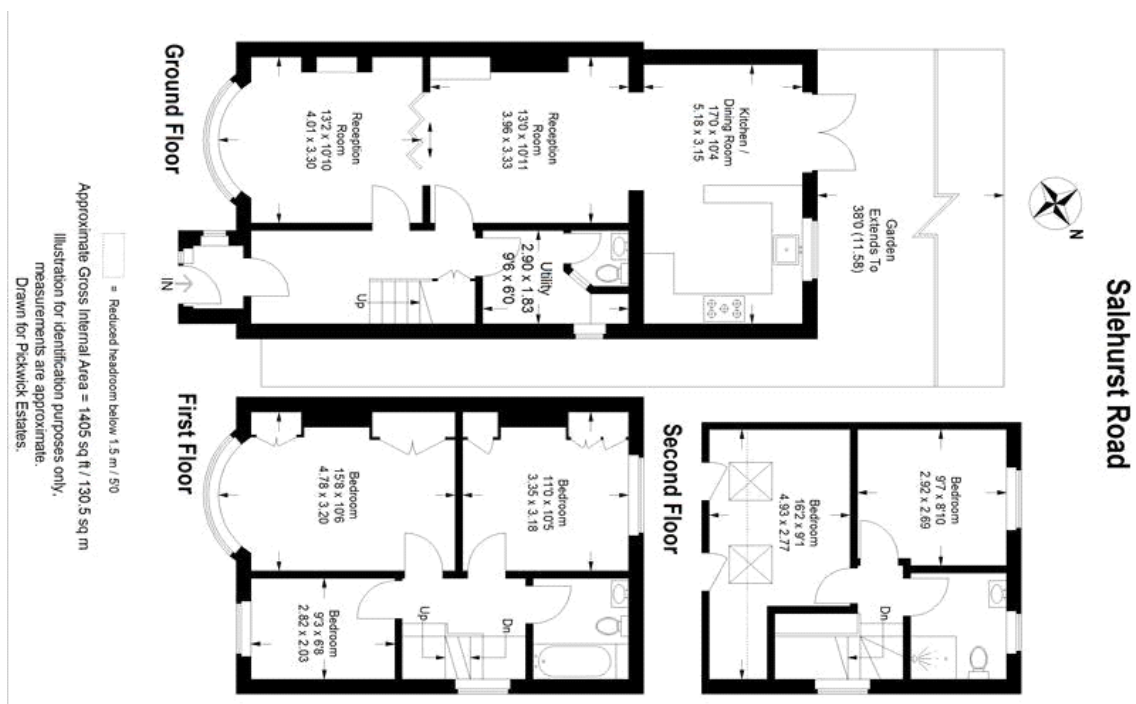 Salehurst Road
N
Ground Floor
Reception
Room
13'2 x 10'10
4.01 x 3.30
Reception
Room
13'0 x 10'11
3.96 x 3.33
Kitchen /
Dining Room
17'0 x 10'4
5.18 x 3.15
Garden
Extends To
38'0 (11.58)
Utility
2.90 x 1.83
9'6 x 6'0
Up
IN
First Floor
Bedroom
15'8 x 10'6
4.78 x 3.20
Bedroom
11'0 x 10'5
3.35 x 3.18
Bedroom
9'3 x 6'8
2.82 x 2.03
Up
Dn
Second Floor
Bedroom
16'2 x 9'1
4.93 x 2.77
Bedroom
9'7 x 8'10
2.92 x 2.69
Dn
= Reduced headroom below 1.5 m / 5'0
Approximate Gross Internal Area = 1405 sq ft / 130.5 sq m
Illustration for identification purposes only,
measurements are approximate.
Drawn for Pickwick Estates.